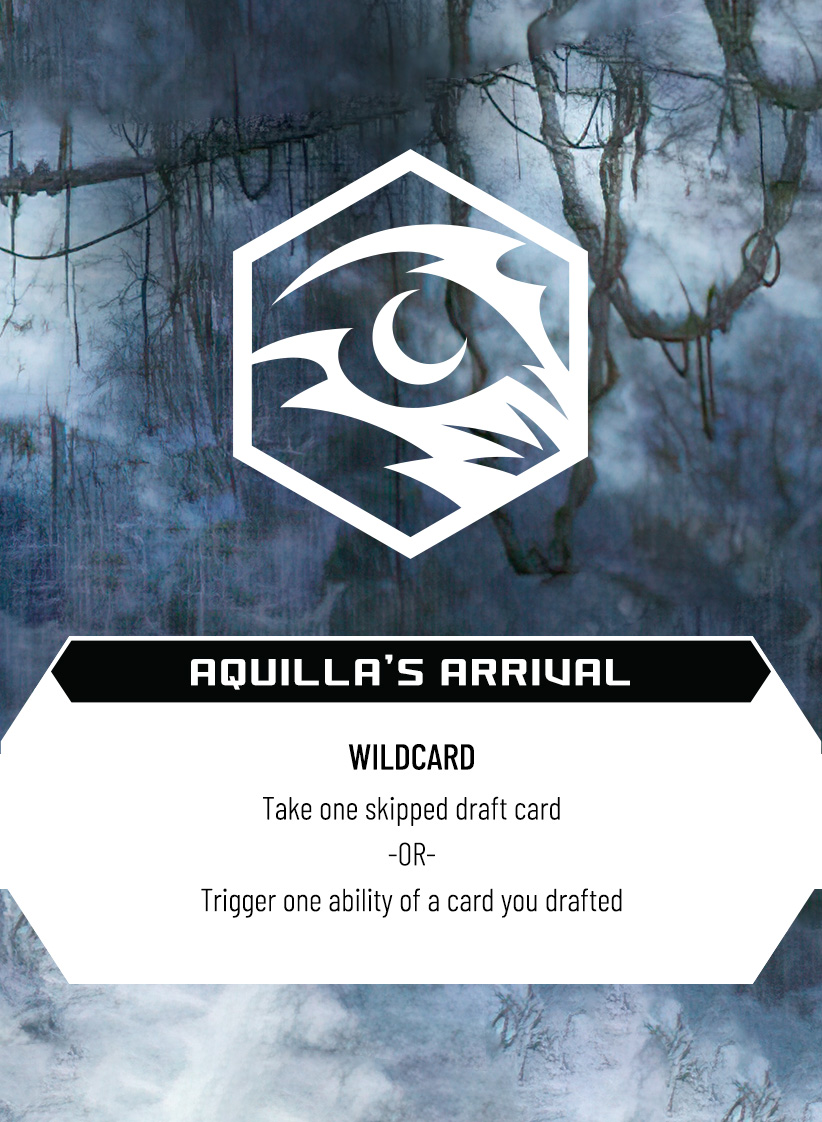 AQUILLA'S ARRIVAL
WILDCARD
Take one skipped draft card
-OR-
Trigger one ability of a card you drafted